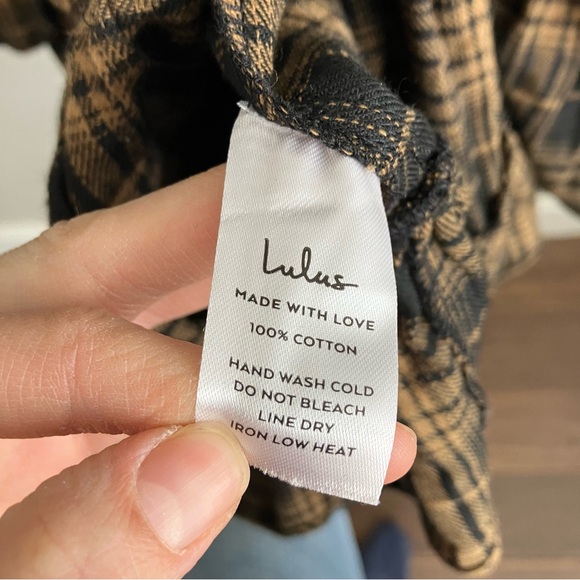 Lulus
MADE WITH LOVE
100% COTTON
HAND WASH COLD
DO NOT BLEACH
LINE DRY
IRON LOW HEAT